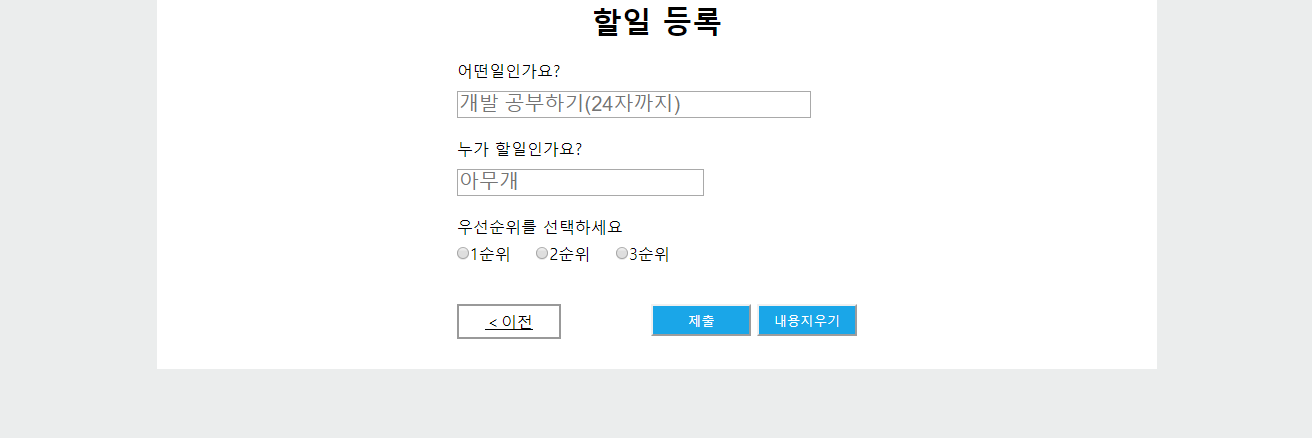 할일 등록
어떤일인가요?
개발 공부하기(24자까지)
누가 할일인가요?
아무개
우선순위를 선택하세요
1순위 2순위 3순위
< 이전 제출 내용지우기